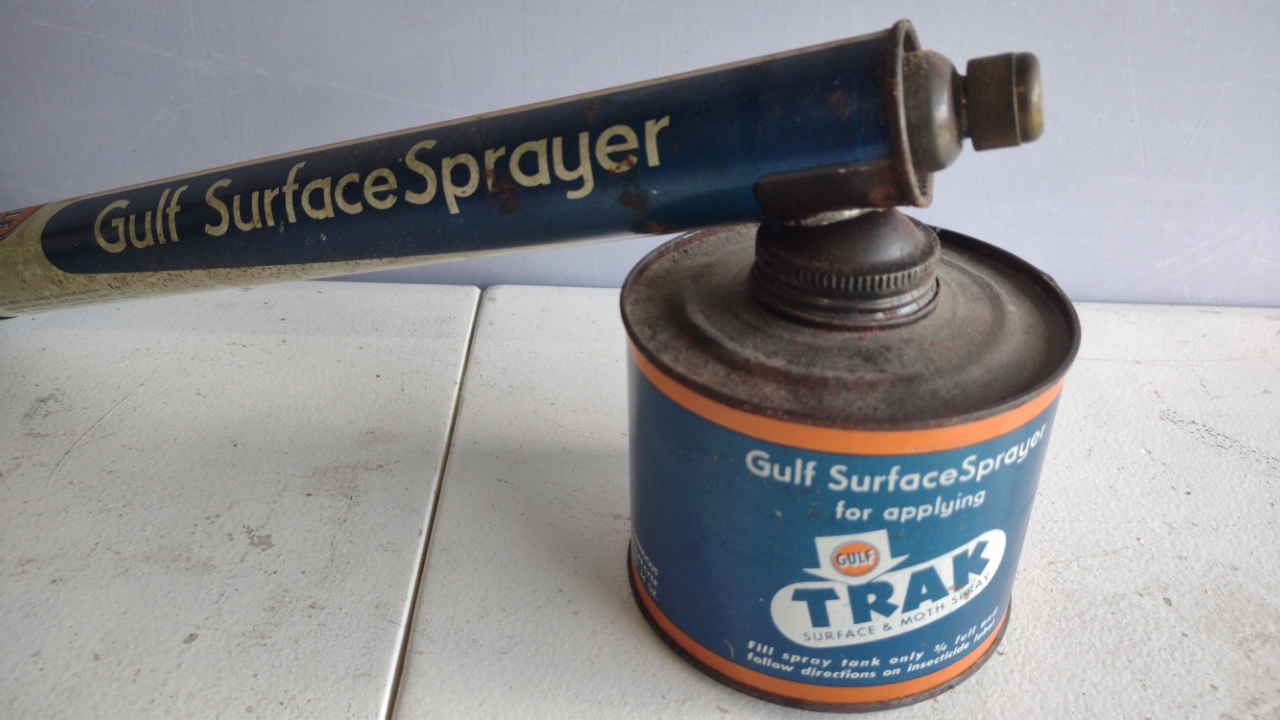 Gulf SurfaceSprayer
Gulf SurfaceSprayer
for applying
GULF
TRAK
SURFACE & MOTH SPRAY
Fill spray tank only ¾ full and
follow directions on insecticide label
OZ.